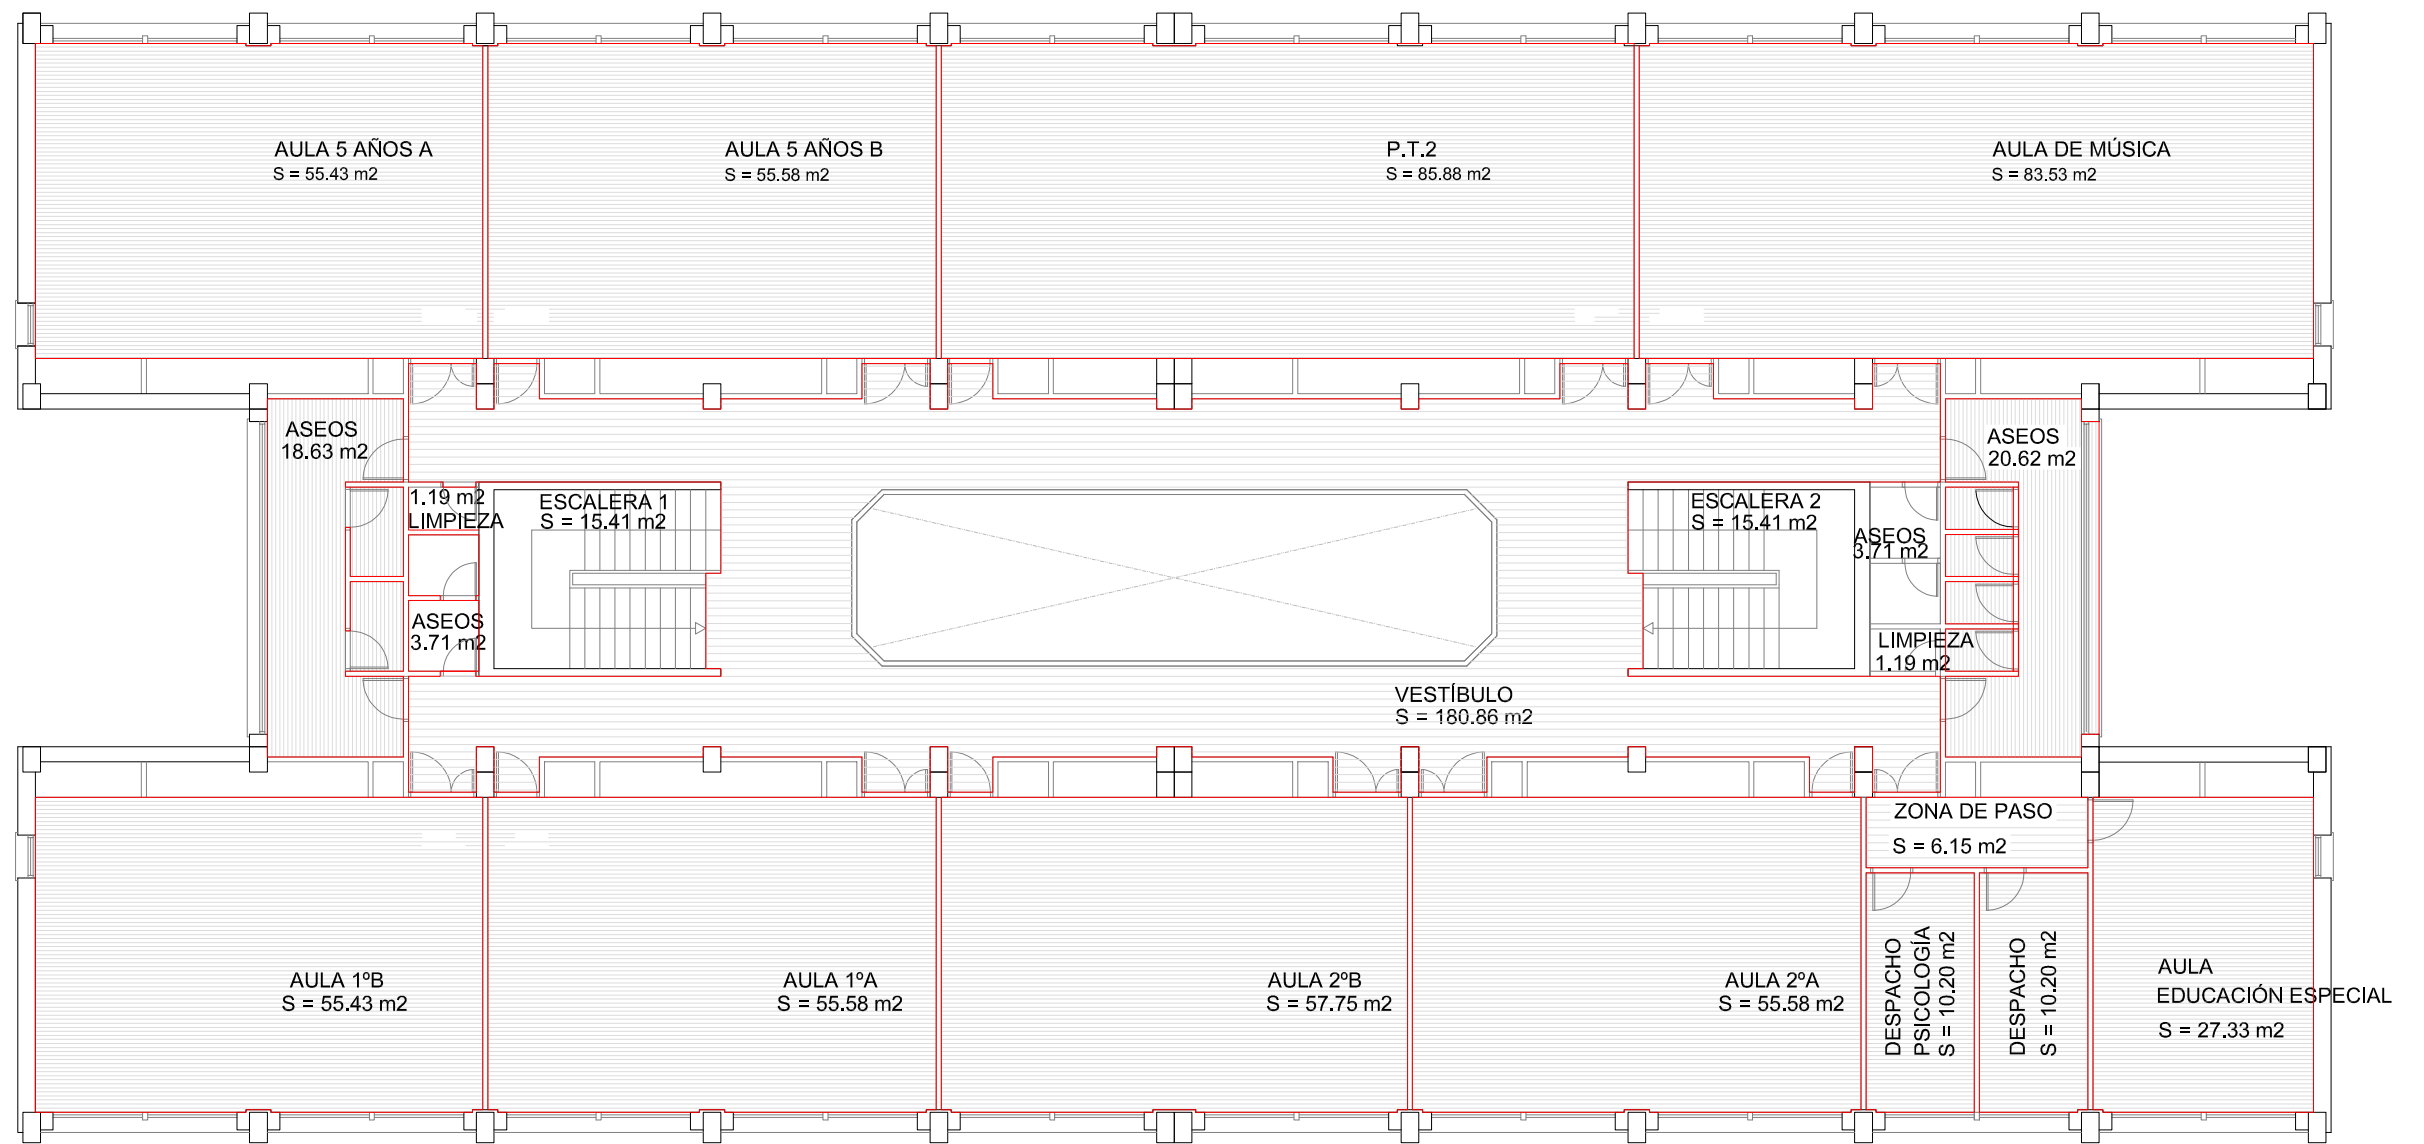 AULA 5 AÑOS A
S = 55.43 m2
AULA 5 AÑOS B
S = 55.58 m2
P.T.2
S = 85.88 m2
AULA DE MÚSICA
S = 83.53 m2
ASEOS
18.63 m2
1.19 m2
LIMPIEZA
ESCALERA 1
S = 15.41 m2
ASEOS
3.71 m2
ESCALERA 2
S = 15.41 m2
ASEOS
3.71 m2
ASEOS
20.62 m2
LIMPIEZA
1.19 m2
VESTÍBULO
S = 180.86 m2
ZONA DE PASO
S = 6.15 m2
AULA 1ºB
S = 55.43 m2
AULA 1ºA
S = 55.58 m2
AULA 2ºB
S = 57.75 m2
AULA 2ºA
S = 55.58 m2
DESPACHO
PSICOLOGÍA
S = 10.20 m2
DESPACHO
S = 10.20 m2
AULA
EDUCACIÓN ESPECIAL
S = 27.33 m2